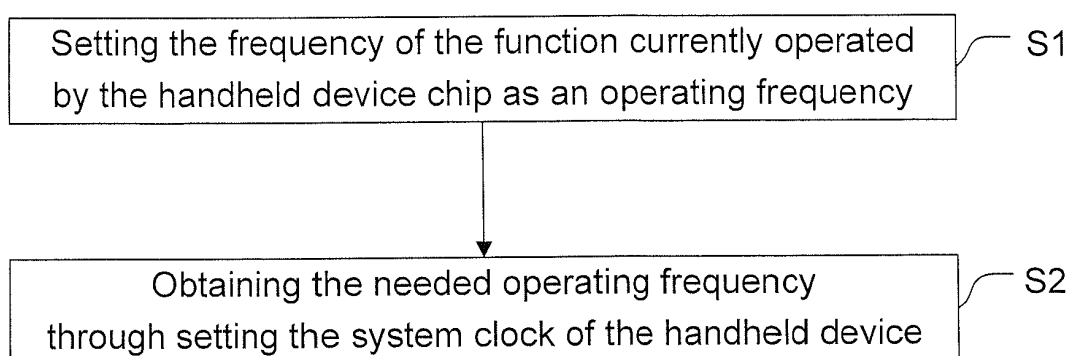 Setting the frequency of the function currently operated
by the handheld device chip as an operating frequency
S1
Obtaining the needed operating frequency
through setting the system clock of the handheld device
S2